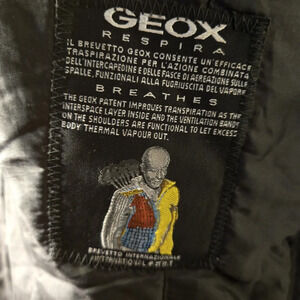 GEOX
RESPIRA
IL BREVETTO GEOX CONSENTE UN'EFFICACE
TRASPIRAZIONE PER L'AZIONE COMBINATA
DELL'INTERCAPEDINE E DELLE FASCE DI AEREAZIONE SULLE
SPALLE, FUNZIONALI ALLA FUORIUSCITA DEL VAPORE
BREATHES
THE GEOX PATENT IMPROVES TRANSPIRATION AS THE
INTERSPACE LAYER INSIDE AND THE VENTILATION BANDS
ON THE SHOULDERS ARE FUNCTIONAL TO LET EXCESS
BODY THERMAL VAPOUR OUT.
BREVETTO INTERNAZIONALE